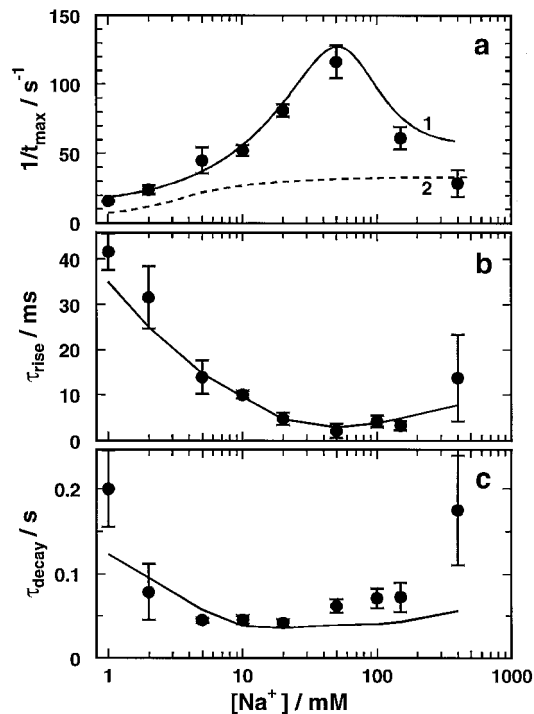 a
150
100
50
0
1/t_max / s⁻¹
1
2
b
40
30
20
10
0
τ_rise / ms
c
0.2
0.1
0
τ_decay / s
1 10 100 1000
[Na⁺] / mM